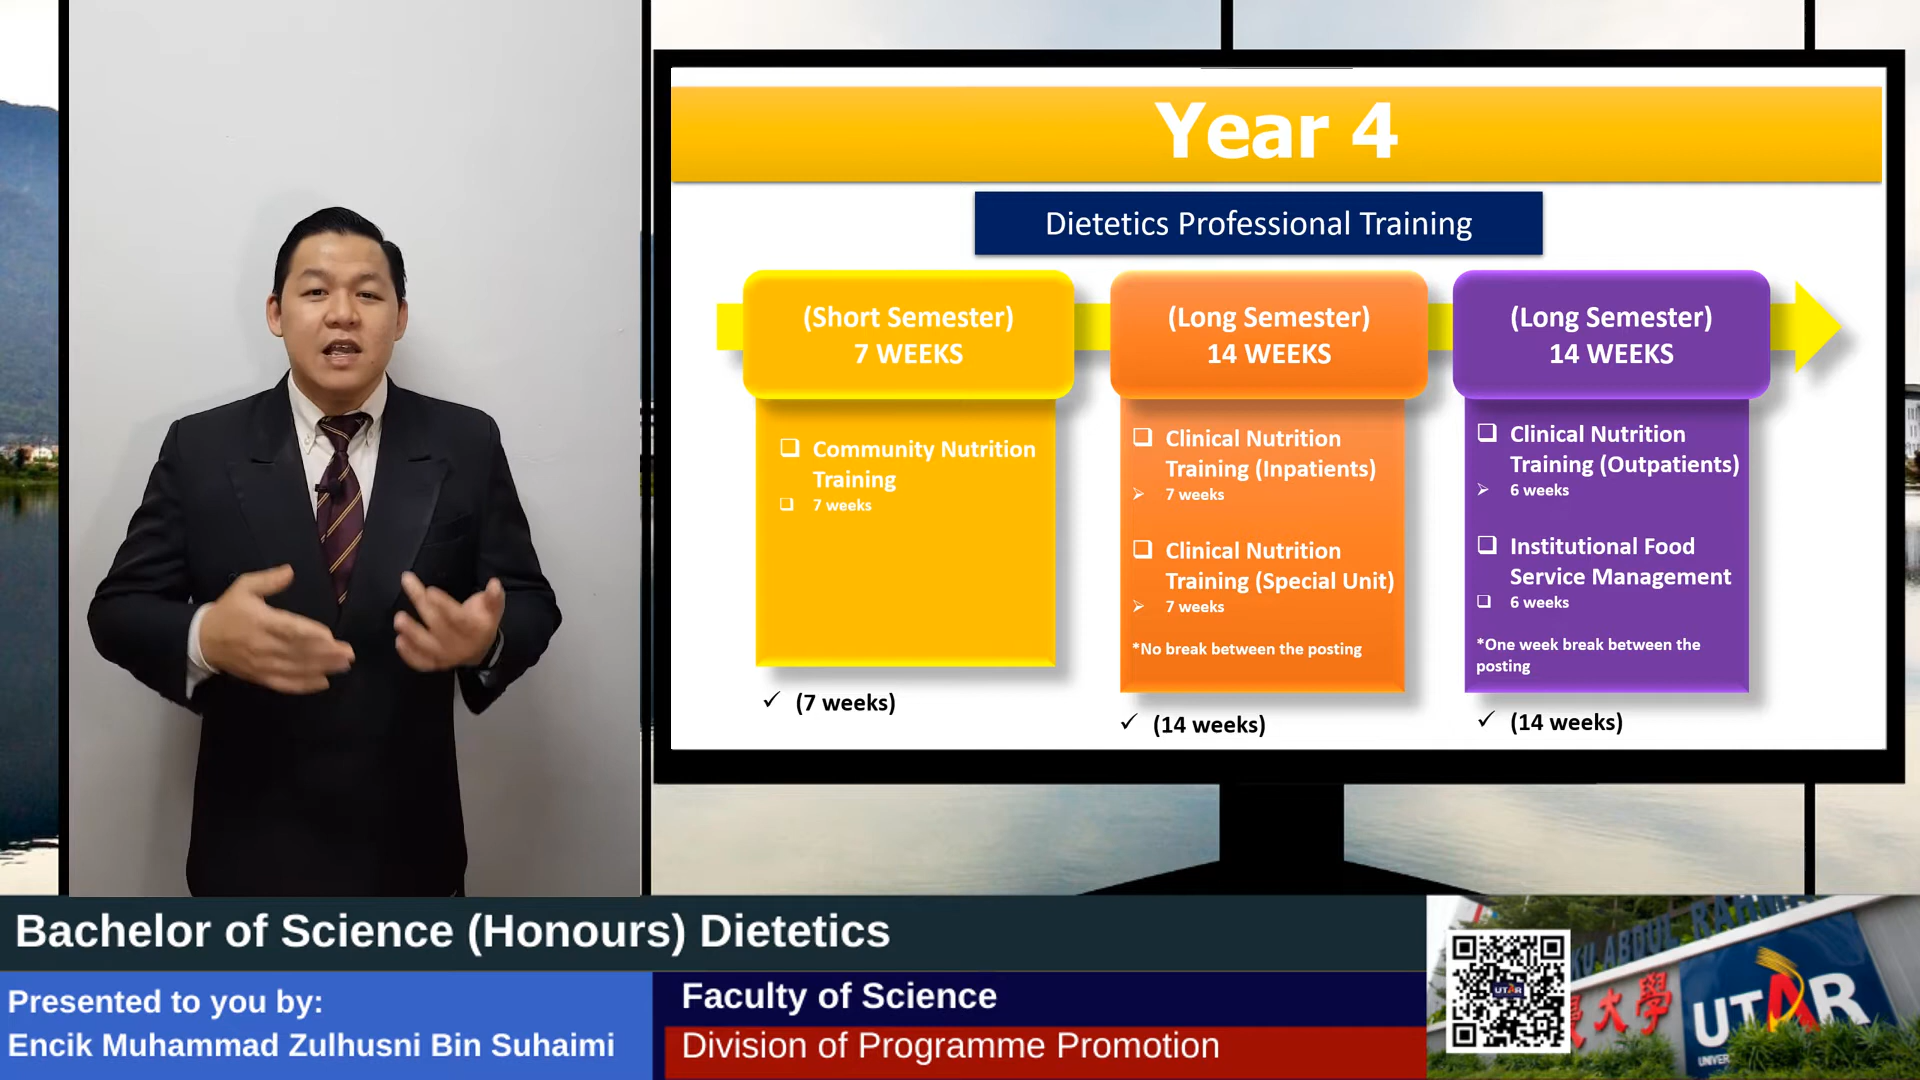 Year 4
Dietetics Professional Training
(Short Semester)
7 WEEKS
Community Nutrition
Training
7 weeks
(7 weeks)
(Long Semester)
14 WEEKS
Clinical Nutrition
Training (Inpatients)
7 weeks
Clinical Nutrition
Training (Special Unit)
7 weeks
*No break between the posting
(14 weeks)
(Long Semester)
14 WEEKS
Clinical Nutrition
Training (Outpatients)
6 weeks
Institutional Food
Service Management
6 weeks
*One week break between the
posting
(14 weeks)
Bachelor of Science (Honours) Dietetics
Presented to you by:
Encik Muhammad Zulhusni Bin Suhaimi
Faculty of Science
Division of Programme Promotion
ABDUL
大學
UTAR
UTAR